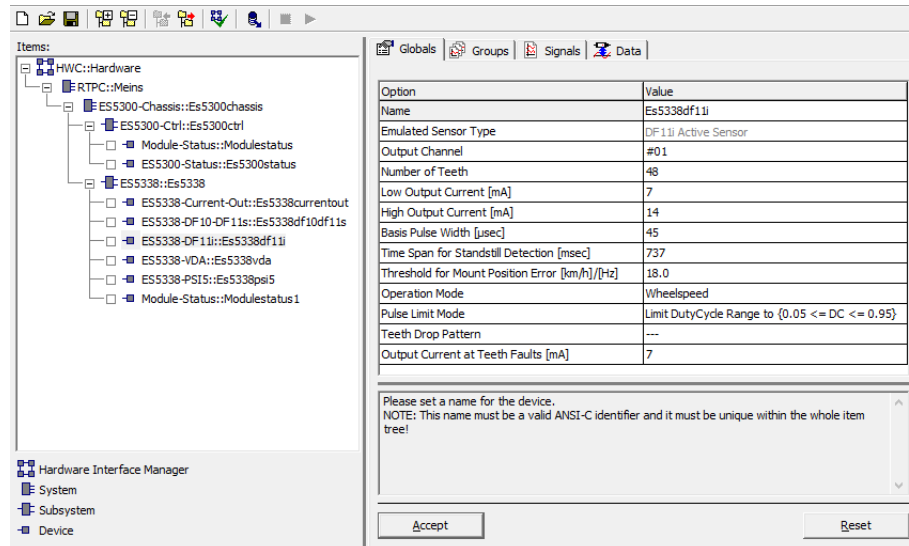 Items:
HWC::Hardware
RTPC::Meins
ES5300-Chassis::Es5300chassis
ES5300-Ctrl::Es5300ctrl
Module-Status::Modulestatus
ES5300-Status::Es5300status
ES5338::Es5338
ES5338-Current-Out::Es5338currentout
ES5338-DF10-DF11s::Es5338df10df11s
ES5338-DF11i::Es5338df11i
ES5338-VDA::Es5338vda
ES5338-PSI5::Es5338psi5
Module-Status::Modulestatus1
Hardware Interface Manager
System
Subsystem
Device
Globals Groups Signals Data
Option Value
Name Es5338df11i
Emulated Sensor Type DF11i Active Sensor
Output Channel #01
Number of Teeth 48
Low Output Current [mA] 7
High Output Current [mA] 14
Basis Pulse Width [µsec] 45
Time Span for Standstill Detection [msec] 737
Threshold for Mount Position Error [km/h]/[Hz] 18.0
Operation Mode Wheelspeed
Pulse Limit Mode Limit DutyCycle Range to {0.05 <= DC <= 0.95}
Teeth Drop Pattern ---
Output Current at Teeth Faults [mA] 7
Please set a name for the device.
NOTE: This name must be a valid ANSI-C identifier and it must be unique within the whole item
tree!
Accept Reset